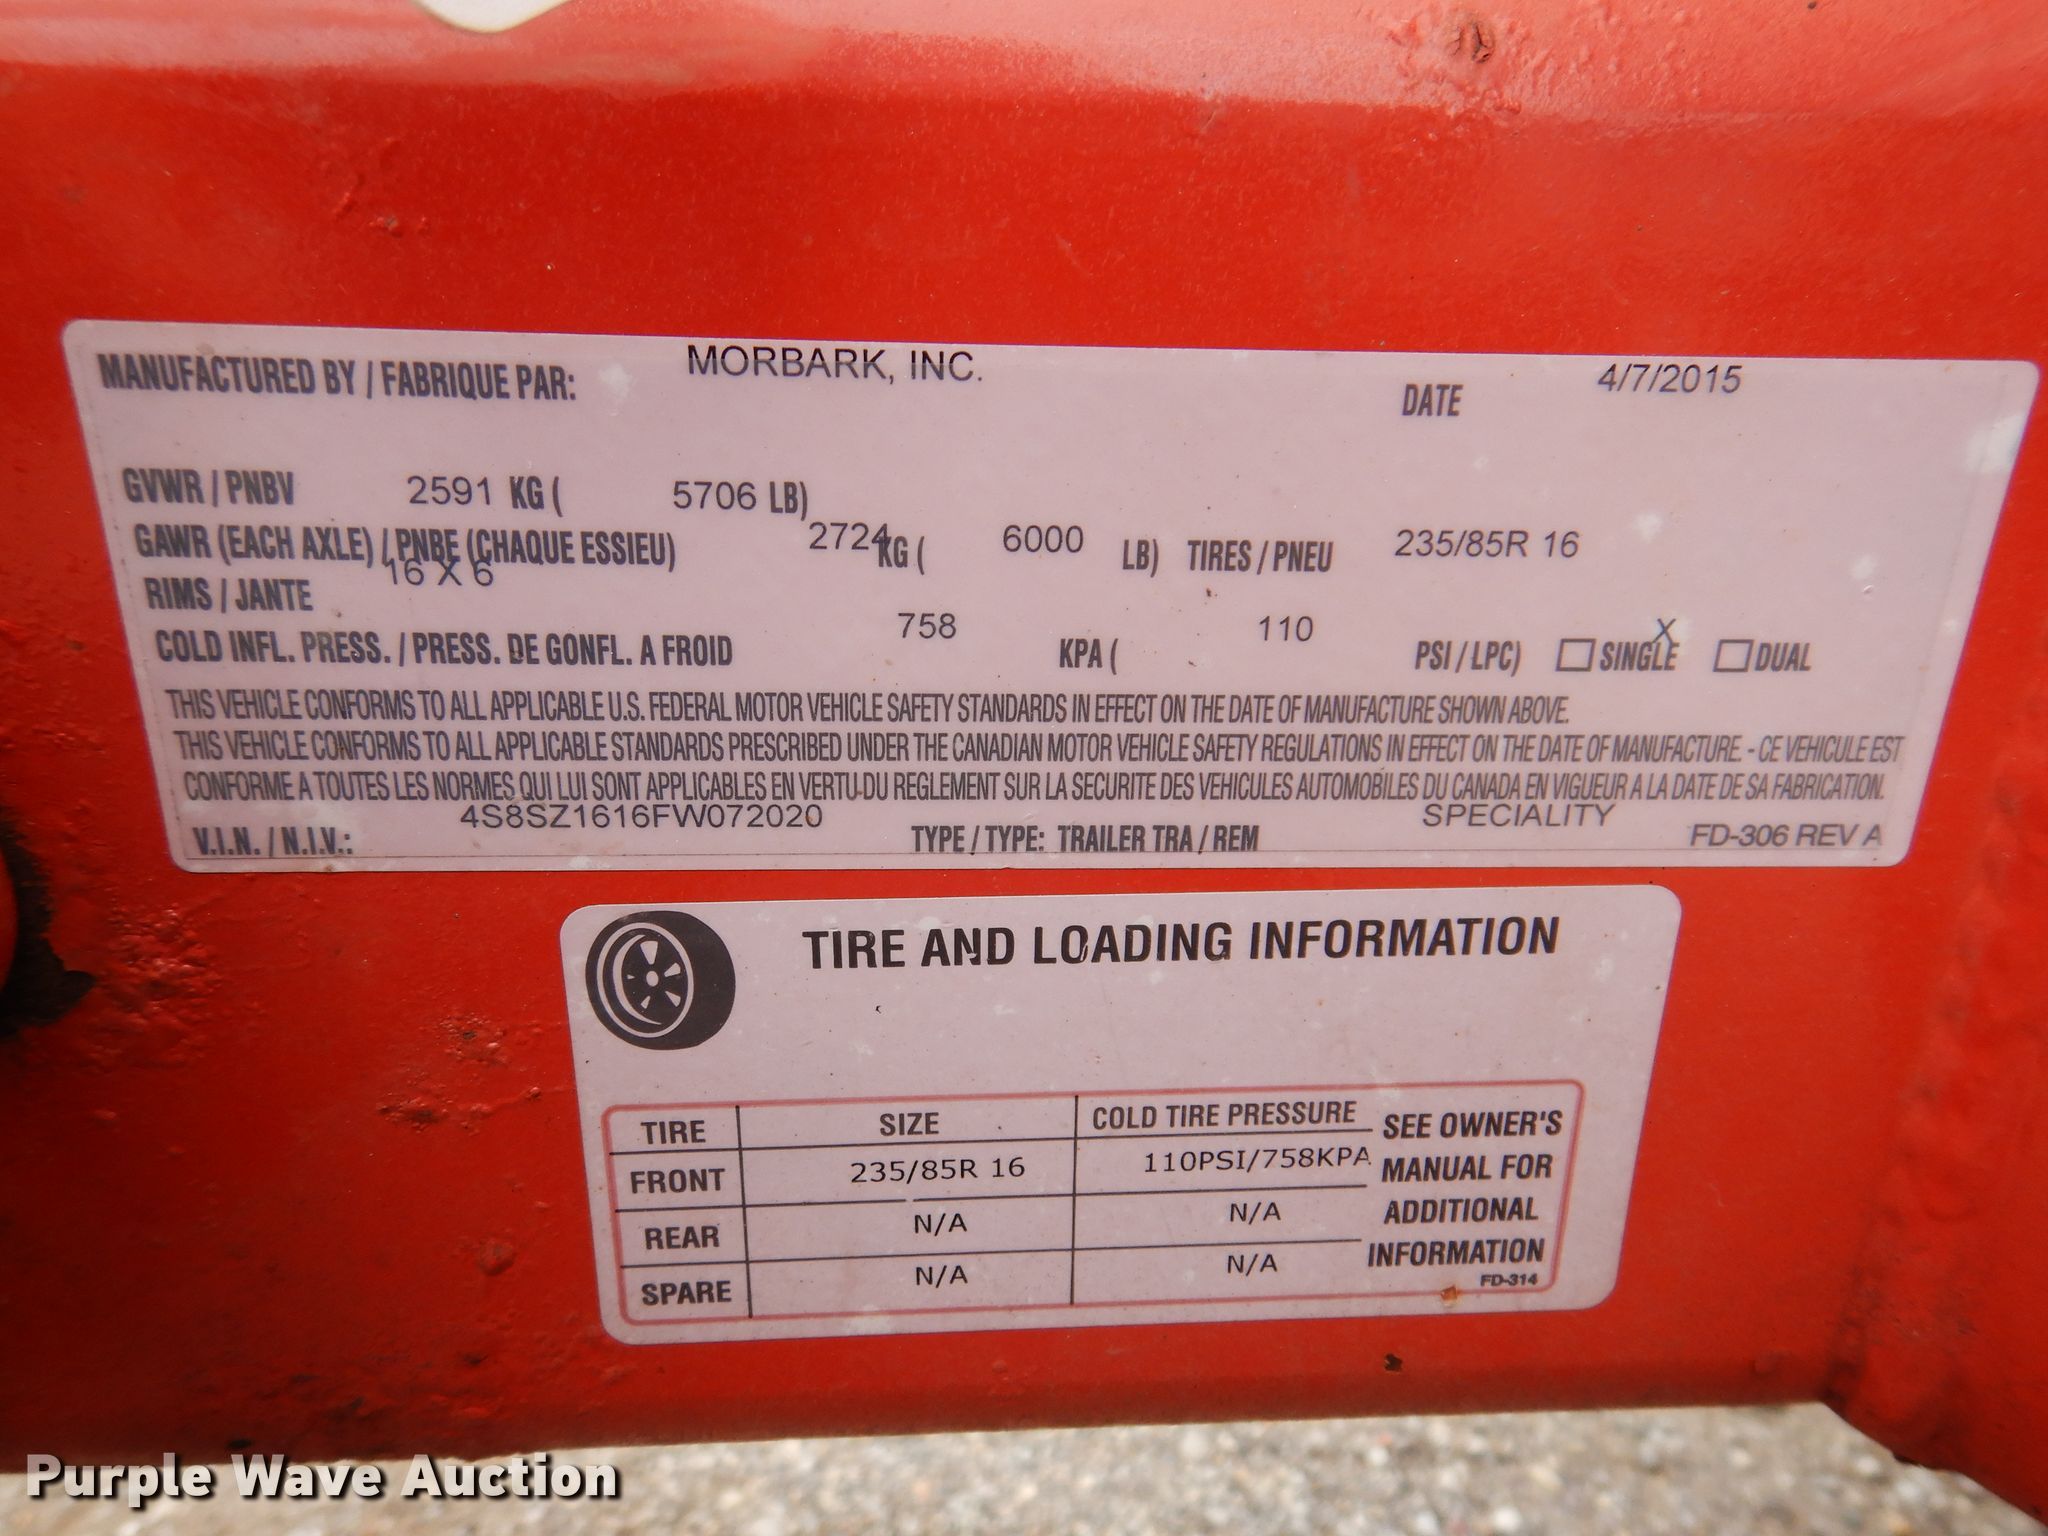 MANUFACTURED BY / FABRIQUE PAR: MORBARK, INC. DATE 4/7/2015
GVWR / PNBV 2591 KG ( 5706 LB)
GAWR (EACH AXLE) / PNBE (CHAQUE ESSIEU) 2724 KG ( 6000 LB) TIRES / PNEU 235/85R 16
RIMS / JANTE 16 X 6
COLD INFL. PRESS. / PRESS. DE GONFL. A FROID 758 KPA ( 110 PSI / LPC) SINGLE X DUAL
THIS VEHICLE CONFORMS TO ALL APPLICABLE U.S. FEDERAL MOTOR VEHICLE SAFETY STANDARDS IN EFFECT ON THE DATE OF MANUFACTURE SHOWN ABOVE.
THIS VEHICLE CONFORMS TO ALL APPLICABLE STANDARDS PRESCRIBED UNDER THE CANADIAN MOTOR VEHICLE SAFETY REGULATIONS IN EFFECT ON THE DATE OF MANUFACTURE. - CE VEHICULE EST
CONFORME A TOUTES LES NORMES QUI LUI SONT APPLICABLES EN VERTU DU REGLEMENT SUR LA SECURITE DES VEHICULES AUTOMOBILES DU CANADA EN VIGUEUR A LA DATE DE SA FABRICATION.
V.I.N. / N.I.V.: 4S8SZ1616FW072020 TYPE / TYPE: TRAILER TRA / REM SPECIALITY FD-306 REV A
TIRE AND LOADING INFORMATION
TIRE SIZE COLD TIRE PRESSURE
FRONT 235/85R 16 110PSI/758KPA
REAR N/A N/A
SPARE N/A N/A
SEE OWNER'S
MANUAL FOR
ADDITIONAL
INFORMATION
FD-314
Purple Wave Auction